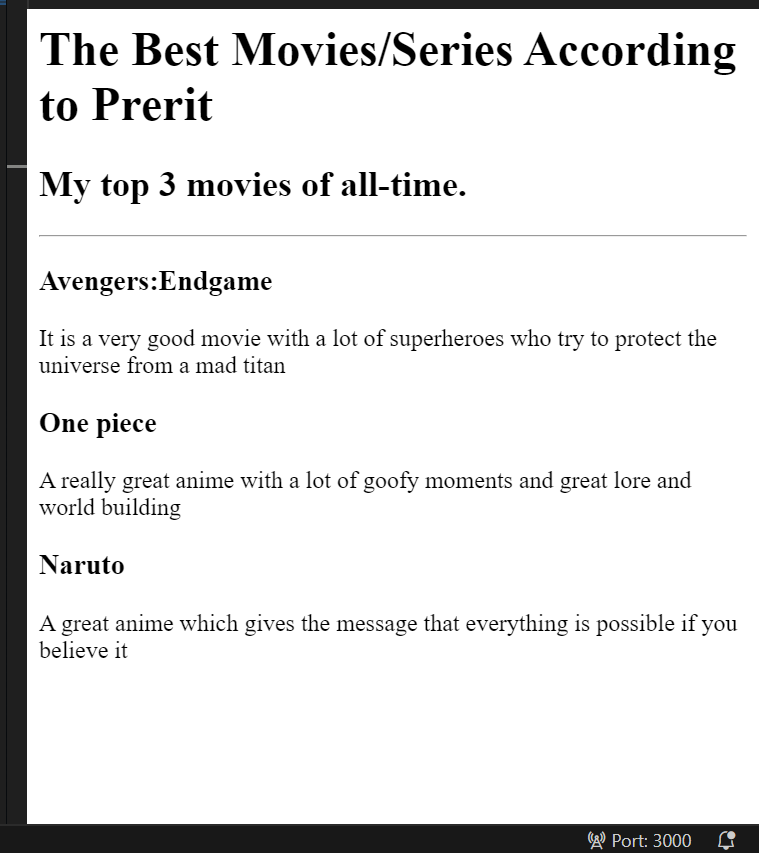 The Best Movies/Series According
to Prerit
My top 3 movies of all-time.
Avengers:Endgame
It is a very good movie with a lot of superheroes who try to protect the
universe from a mad titan
One piece
A really great anime with a lot of goofy moments and great lore and
world building
Naruto
A great anime which gives the message that everything is possible if you
believe it
Port: 3000